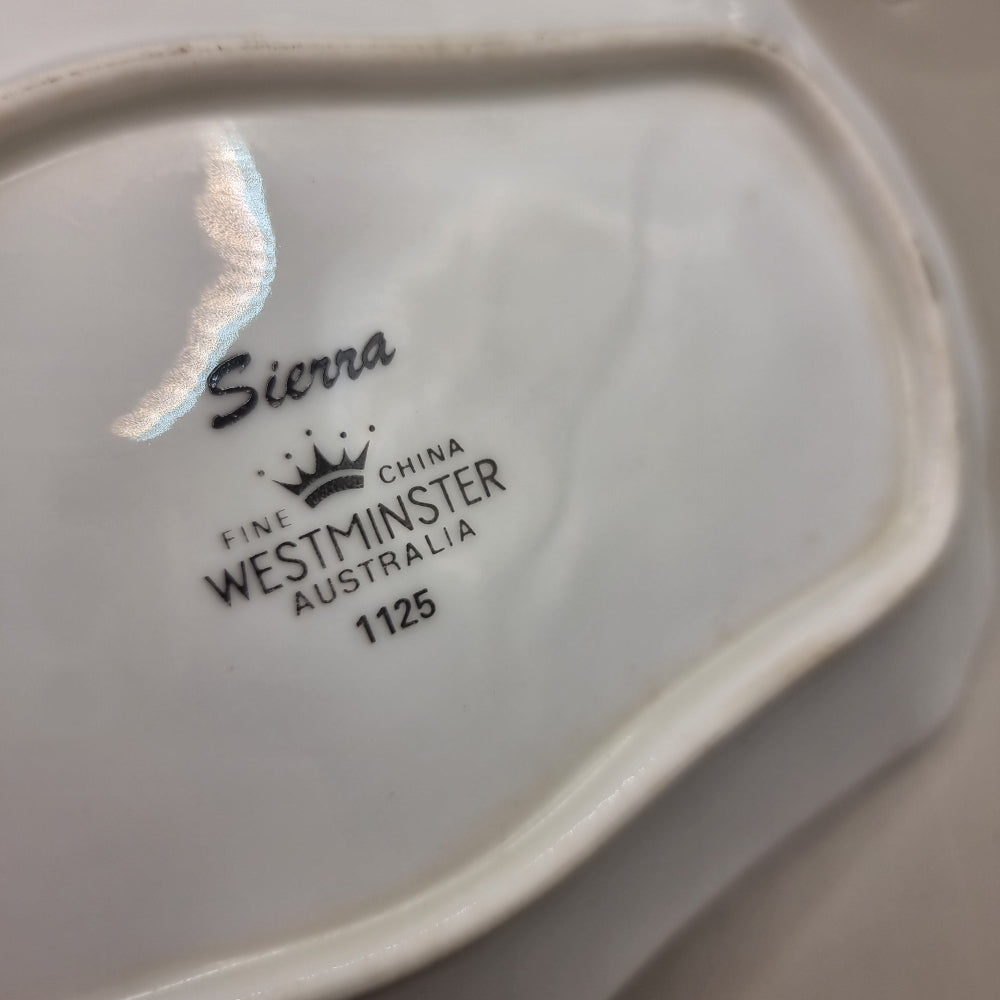 Sierra
FINE CHINA
WESTMINSTER
AUSTRALIA
1125